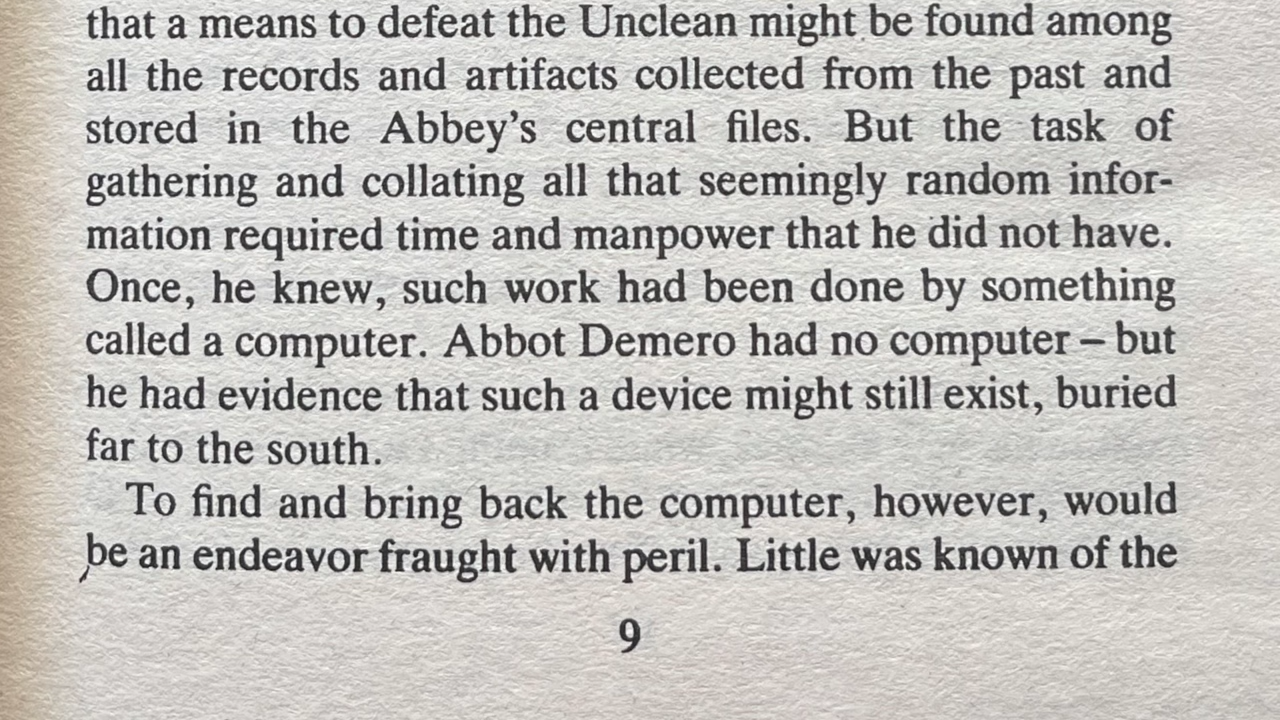 that a means to defeat the Unclean might be found among
all the records and artifacts collected from the past and
stored in the Abbey's central files. But the task of
gathering and collating all that seemingly random infor-
mation required time and manpower that he did not have.
Once, he knew, such work had been done by something
called a computer. Abbot Demero had no computer – but
he had evidence that such a device might still exist, buried
far to the south.
To find and bring back the computer, however, would
be an endeavor fraught with peril. Little was known of the
9